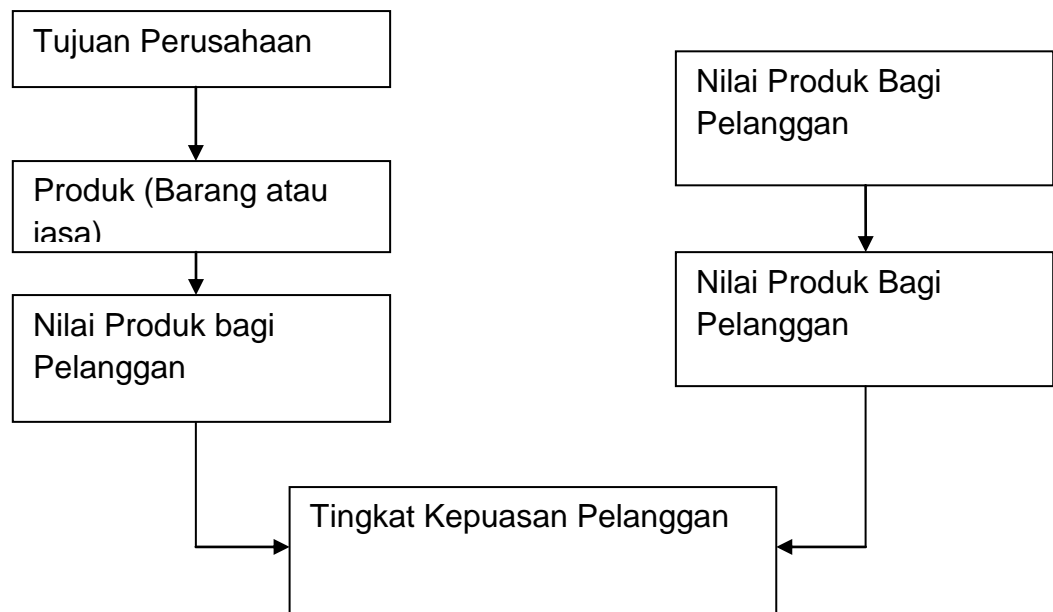 Tujuan Perusahaan
Produk (Barang atau
jasa)
Nilai Produk bagi
Pelanggan
Nilai Produk Bagi
Pelanggan
Nilai Produk Bagi
Pelanggan
Tingkat Kepuasan Pelanggan